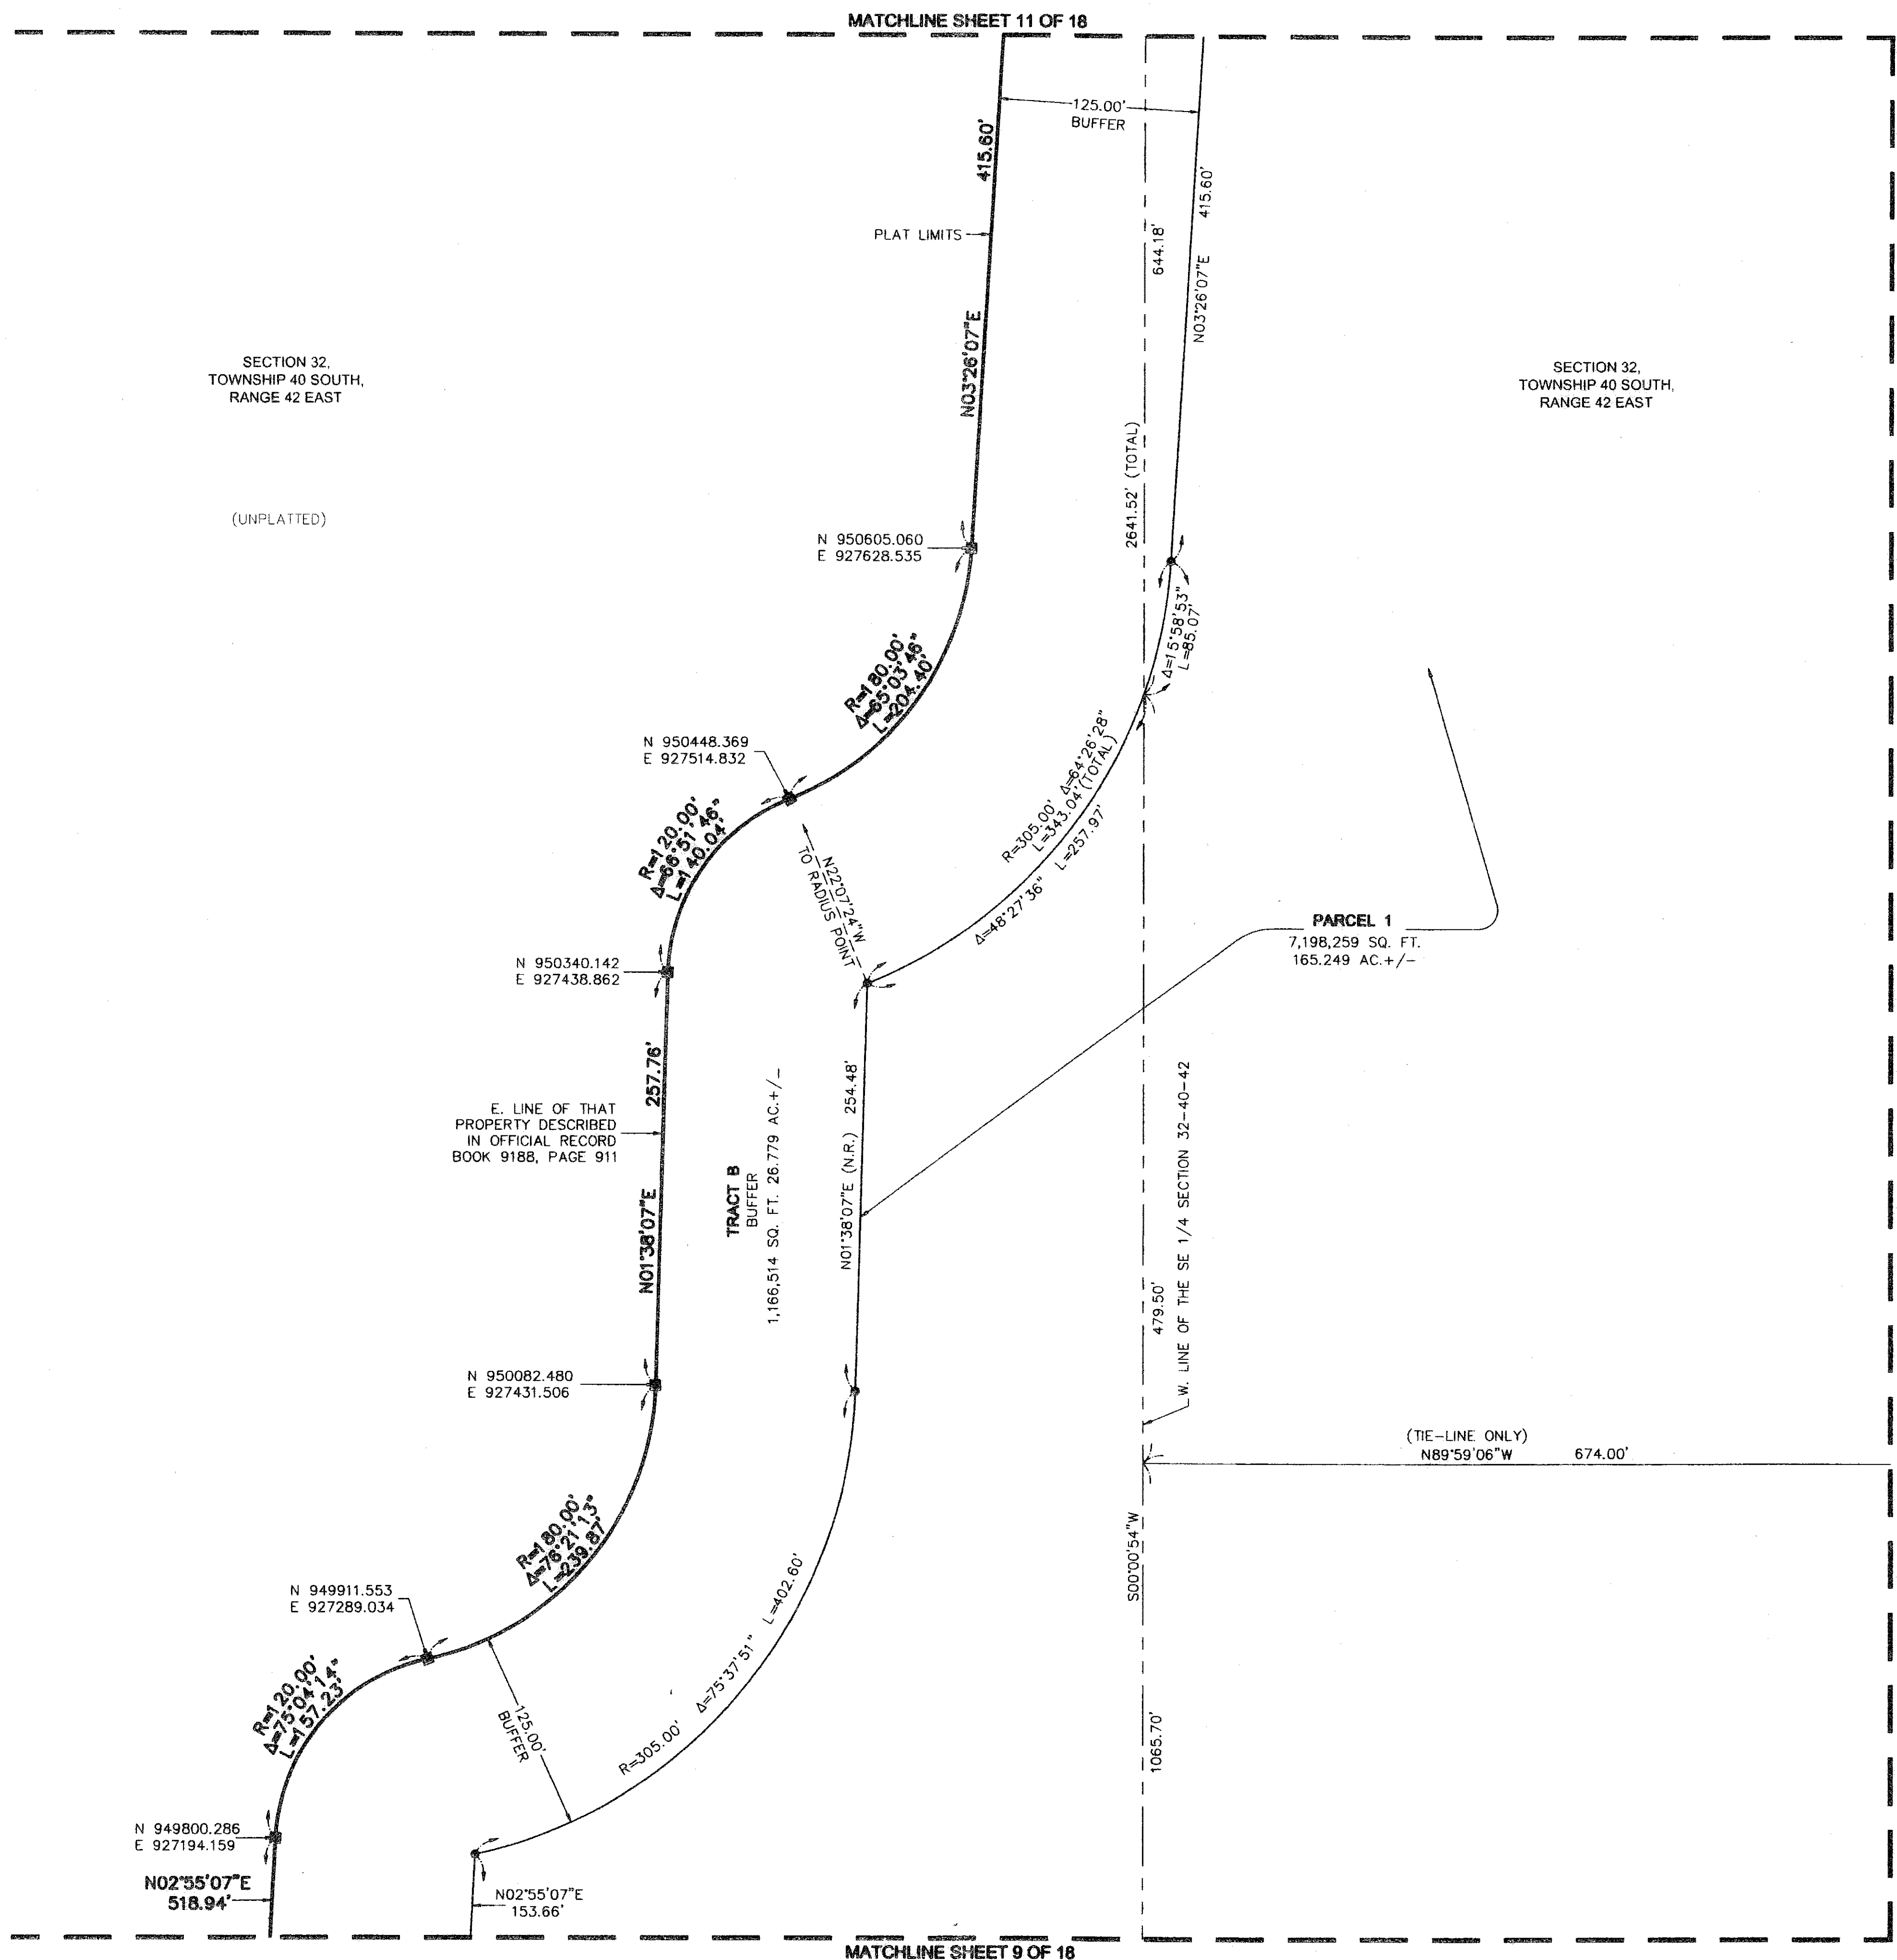 MATCHLINE SHEET 11 OF 18
125.00'
BUFFER
415.60'
N03°26'07"E
PLAT LIMITS
644.18'
N03°26'07"E 415.60'
SECTION 32,
TOWNSHIP 40 SOUTH,
RANGE 42 EAST
SECTION 32,
TOWNSHIP 40 SOUTH,
RANGE 42 EAST
(UNPLATTED)
2641.52' (TOTAL)
N 950605.060
E 927628.535
Δ=15°58'53"
L=85.07'
R=180.00'
Δ=65°03'46"
L=204.40'
N 950448.369
E 927514.832
R=305.00' Δ=64°26'28"
L=343.04' (TOTAL)
Δ=48°27'36" L=257.97'
R=120.00'
Δ=66°51'46"
L=140.04'
N22°07'24"W
TO RADIUS POINT
PARCEL 1
7,198,259 SQ. FT.
165.249 AC.+/-
N 950340.142
E 927438.862
257.76'
N01°38'07"E
E. LINE OF THAT
PROPERTY DESCRIBED
IN OFFICIAL RECORD
BOOK 9188, PAGE 911
TRACT B
BUFFER
1,166,514 SQ. FT. 26.779 AC.+/-
N01°38'07"E (N.R.) 254.48'
W. LINE OF THE SE 1/4 SECTION 32-40-42
479.50'
N 950082.480
E 927431.506
(TIE-LINE ONLY)
N89°59'06"W 674.00'
S00°00'54"W
R=180.00'
Δ=76°21'13"
L=239.87'
N 949911.553
E 927289.034
R=305.00' Δ=75°37'51" L=402.60'
R=120.00'
Δ=75°04'14"
L=157.23'
125.00'
BUFFER
1065.70'
N 949800.286
E 927194.159
N02°55'07"E
518.94'
N02°55'07"E
153.66'
MATCHLINE SHEET 9 OF 18